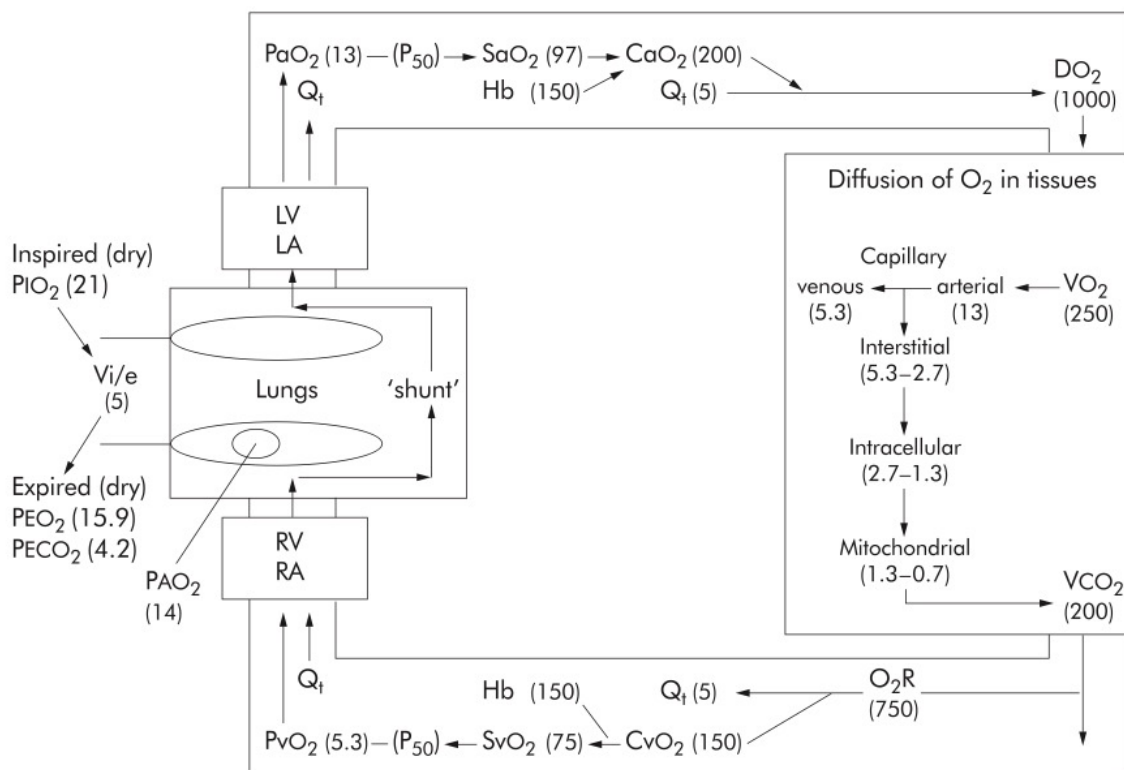 PaO₂ (13) — (P₅₀) → SaO₂ (97) → CaO₂ (200)
Qt
Hb (150)
Qt (5)
DO₂
(1000)
LV
LA
Inspired (dry)
PIO₂ (21)
Vi/e
(5)
Expired (dry)
PEO₂ (15.9)
PECO₂ (4.2)
PAO₂
(14)
Lungs
‘shunt’
RV
RA
Diffusion of O₂ in tissues
Capillary
venous
(5.3)
arterial
(13)
VO₂
(250)
Interstitial
(5.3–2.7)
Intracellular
(2.7–1.3)
Mitochondrial
(1.3–0.7)
VCO₂
(200)
Qt
Hb (150)
Qt (5)
O₂R
(750)
PvO₂ (5.3) — (P₅₀) ← SvO₂ (75) ← CvO₂ (150)